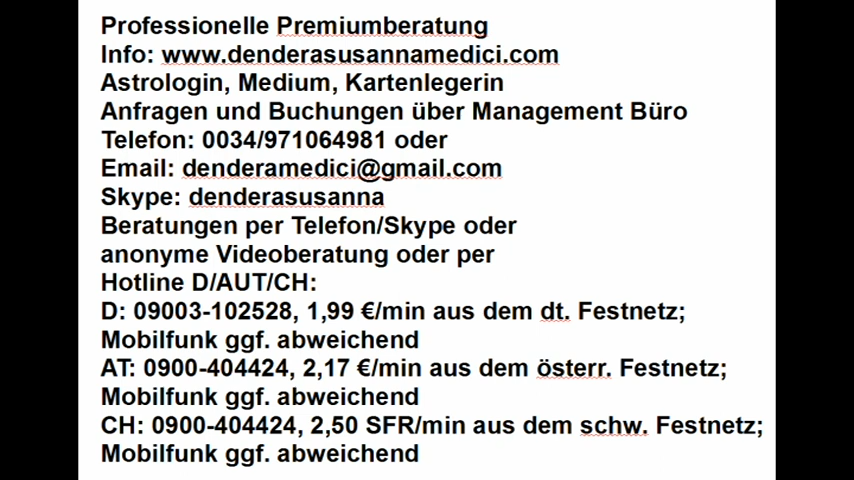 Professionelle Premiumberatung
Info: www.denderasusannamedici.com
Astrologin, Medium, Kartenlegerin
Anfragen und Buchungen über Management Büro
Telefon: 0034/971064981 oder
Email: denderamedici@gmail.com
Skype: denderasusanna
Beratungen per Telefon/Skype oder
anonyme Videoberatung oder per
Hotline D/AUT/CH:
D: 09003-102528, 1,99 €/min aus dem dt. Festnetz;
Mobilfunk ggf. abweichend
AT: 0900-404424, 2,17 €/min aus dem österr. Festnetz;
Mobilfunk ggf. abweichend
CH: 0900-404424, 2,50 SFR/min aus dem schw. Festnetz;
Mobilfunk ggf. abweichend